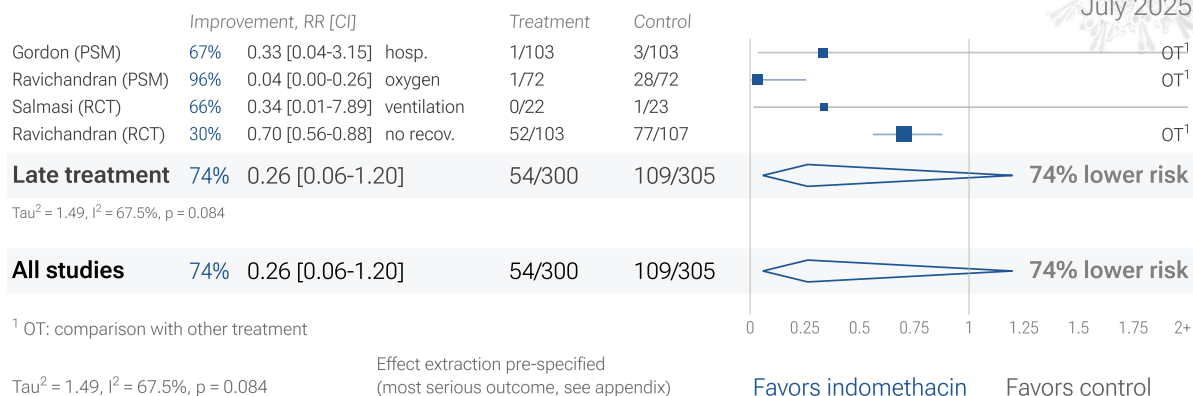 July 2025
Improvement, RR [CI] Treatment Control
Gordon (PSM) 67% 0.33 [0.04-3.15] hosp. 1/103 3/103 OT¹
Ravichandran (PSM) 96% 0.04 [0.00-0.26] oxygen 1/72 28/72 OT¹
Salmasi (RCT) 66% 0.34 [0.01-7.89] ventilation 0/22 1/23
Ravichandran (RCT) 30% 0.70 [0.56-0.88] no recov. 52/103 77/107 OT¹
Late treatment 74% 0.26 [0.06-1.20] 54/300 109/305 74% lower risk
Tau² = 1.49, I² = 67.5%, p = 0.084
All studies 74% 0.26 [0.06-1.20] 54/300 109/305 74% lower risk
¹ OT: comparison with other treatment 0 0.25 0.5 0.75 1 1.25 1.5 1.75 2+
Effect extraction pre-specified
Tau² = 1.49, I² = 67.5%, p = 0.084 (most serious outcome, see appendix) Favors indomethacin Favors control